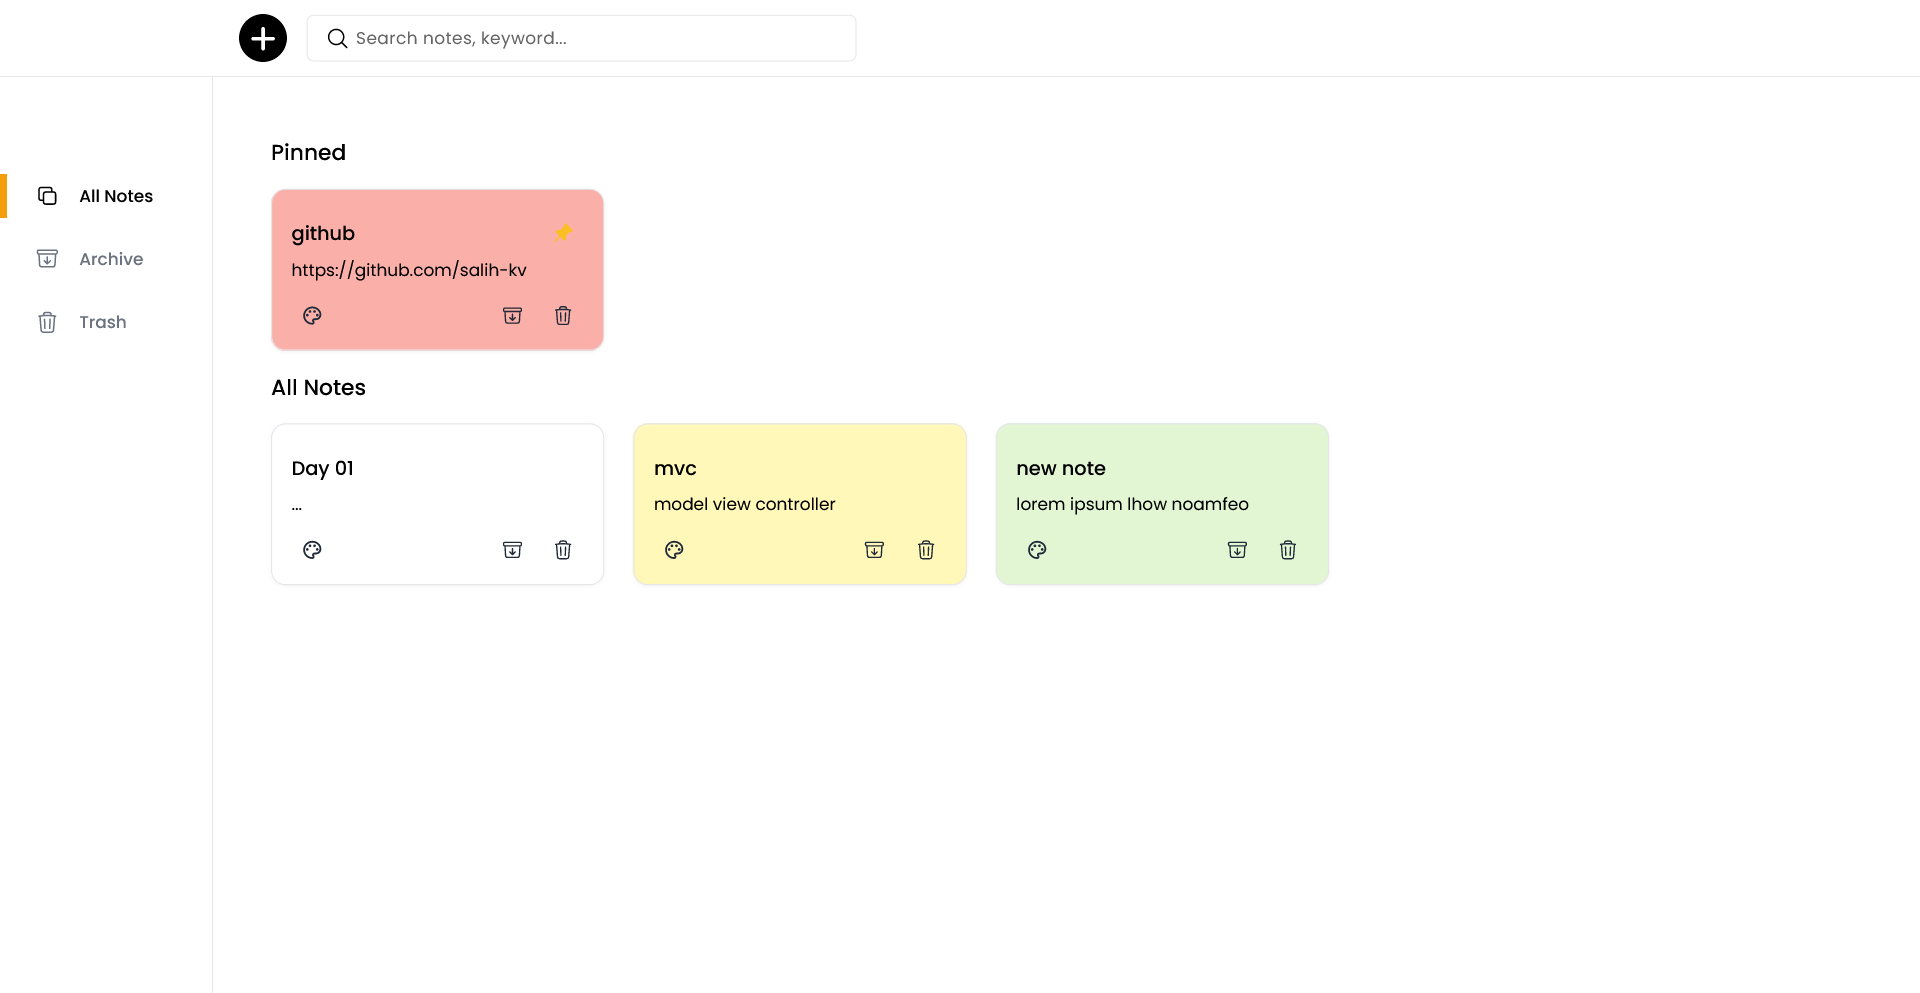 Search notes, keyword...
All Notes
Archive
Trash
Pinned
github
https://github.com/salih-kv
All Notes
Day 01
...
mvc
model view controller
new note
lorem ipsum lhow noamfeo